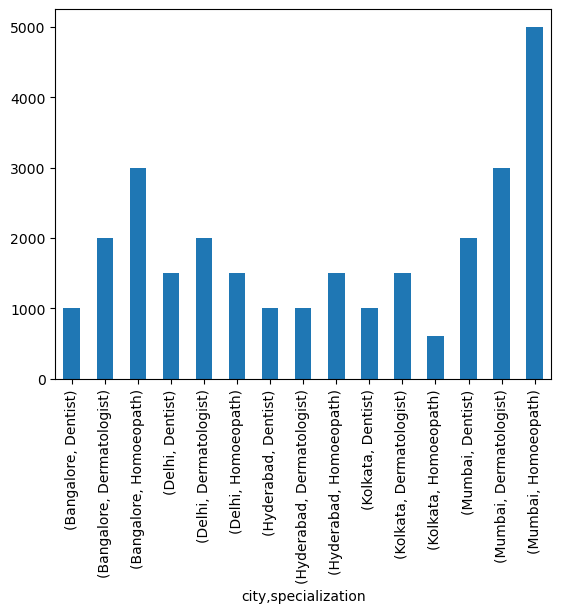 5000
4000
3000
2000
1000
0
(Bangalore, Dentist)
(Bangalore, Dermatologist)
(Bangalore, Homoeopath)
(Delhi, Dentist)
(Delhi, Dermatologist)
(Delhi, Homoeopath)
(Hyderabad, Dentist)
(Hyderabad, Dermatologist)
(Hyderabad, Homoeopath)
(Kolkata, Dentist)
(Kolkata, Dermatologist)
(Kolkata, Homoeopath)
(Mumbai, Dentist)
(Mumbai, Dermatologist)
(Mumbai, Homoeopath)
city,specialization